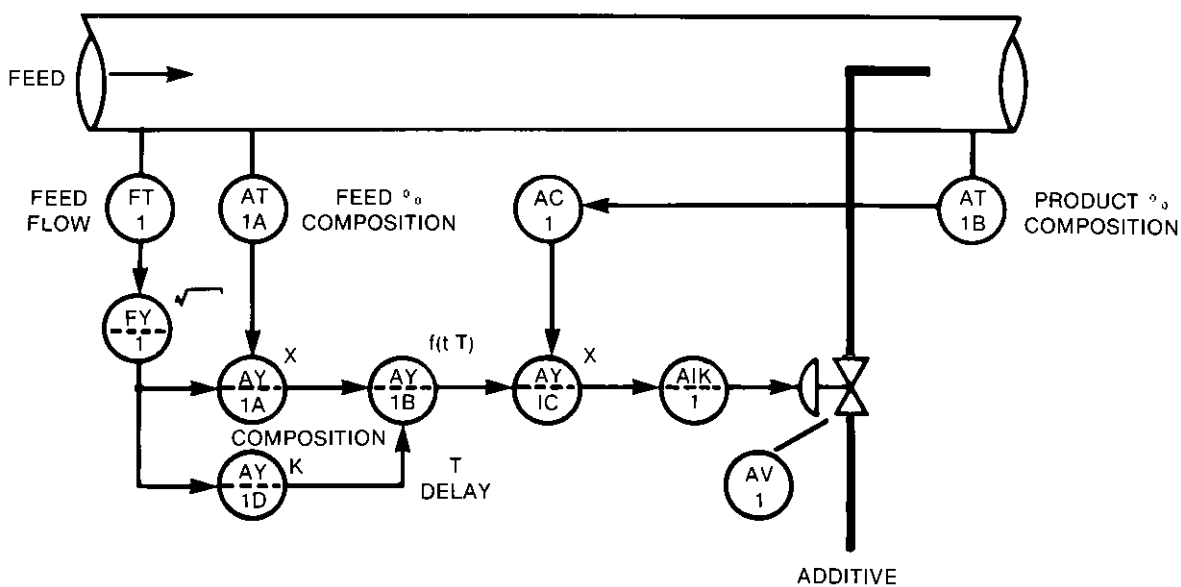 FEED
FEED
FLOW
FT
1
AT
1A
FEED %
COMPOSITION
AC
1
AT
1B
PRODUCT %
COMPOSITION
FY
1
√
AY
1A
X
COMPOSITION
AY
1B
f(t T)
AY
1C
X
AIK
1
AY
1D
K
T
DELAY
AV
1
ADDITIVE